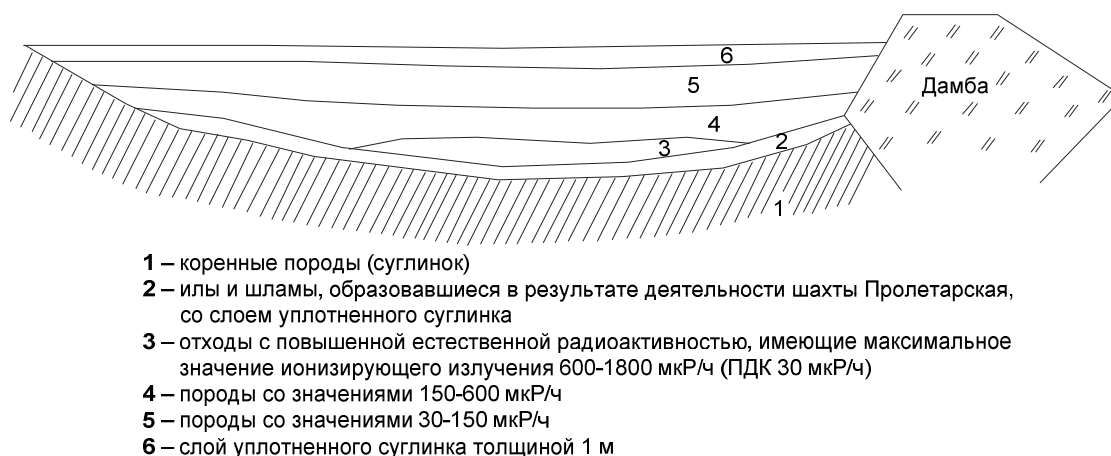 6
5
Дамба
4
3
2
1
1 – коренные породы (суглинок)
2 – илы и шламы, образовавшиеся в результате деятельности шахты Пролетарская,
со слоем уплотненного суглинка
3 – отходы с повышенной естественной радиоактивностью, имеющие максимальное
значение ионизирующего излучения 600-1800 мкР/ч (ПДК 30 мкР/ч)
4 – породы со значениями 150-600 мкР/ч
5 – породы со значениями 30-150 мкР/ч
6 – слой уплотненного суглинка толщиной 1 м